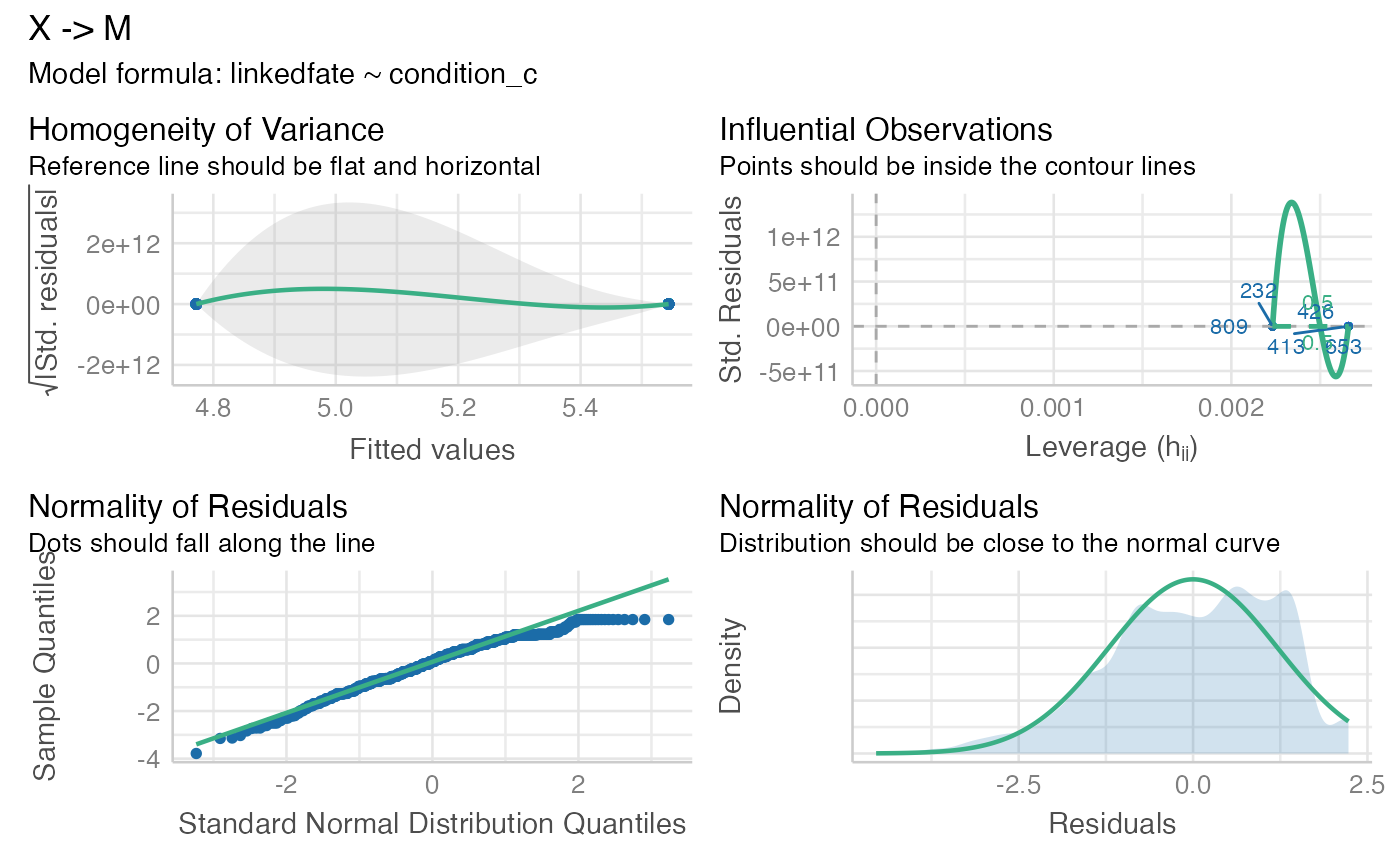 X -> M
Model formula: linkedfate ~ condition_c
Homogeneity of Variance
Reference line should be flat and horizontal
√|Std. residuals|
2e+12
0e+00
-2e+12
4.8 5.0 5.2 5.4
Fitted values
Influential Observations
Points should be inside the contour lines
Std. Residuals
1e+12
5e+11
0e+00
-5e+11
232
809
413
0.5
426
0.5
653
0.000 0.001 0.002
Leverage (hᵢᵢ)
Normality of Residuals
Dots should fall along the line
Sample Quantiles
2
0
-2
-4
-2 0 2
Standard Normal Distribution Quantiles
Normality of Residuals
Distribution should be close to the normal curve
Density
-2.5 0.0 2.5
Residuals